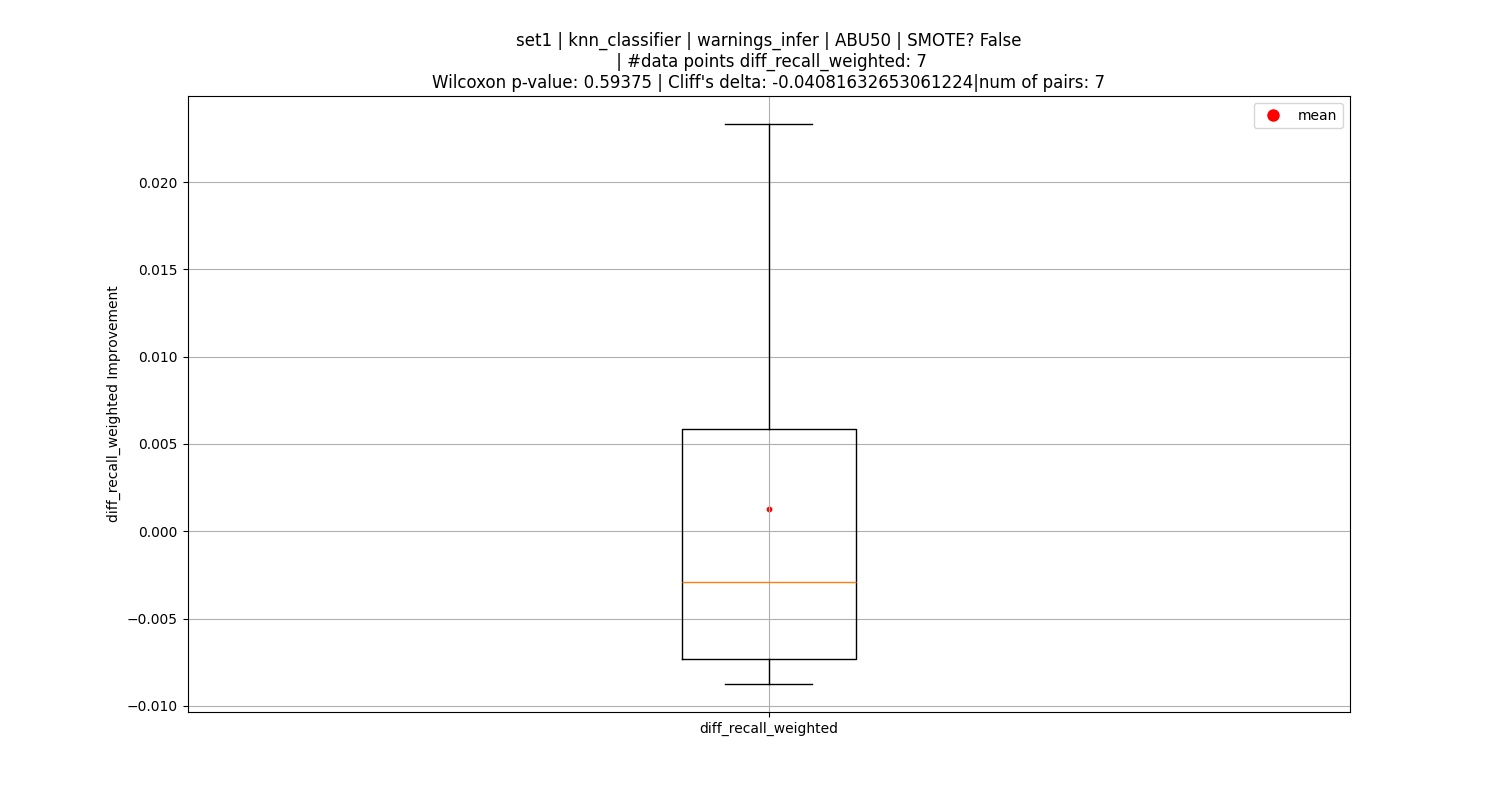 set1 | knn_classifier | warnings_infer | ABU50 | SMOTE? False
| #data points diff_recall_weighted: 7
Wilcoxon p-value: 0.59375 | Cliff's delta: -0.04081632653061224|num of pairs: 7
mean
0.020
0.015
0.010
0.005
0.000
−0.005
−0.010
diff_recall_weighted Improvement
diff_recall_weighted